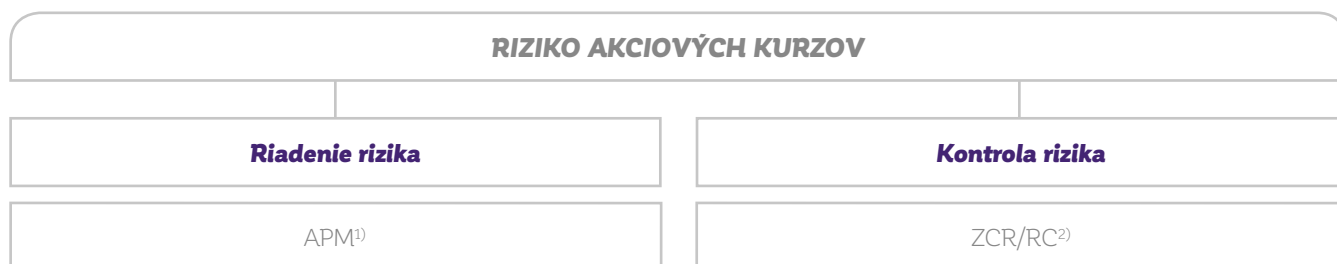 RIZIKO AKCIOVÝCH KURZOV
Riadenie rizika
Kontrola rizika
APM1)
ZCR/RC2)